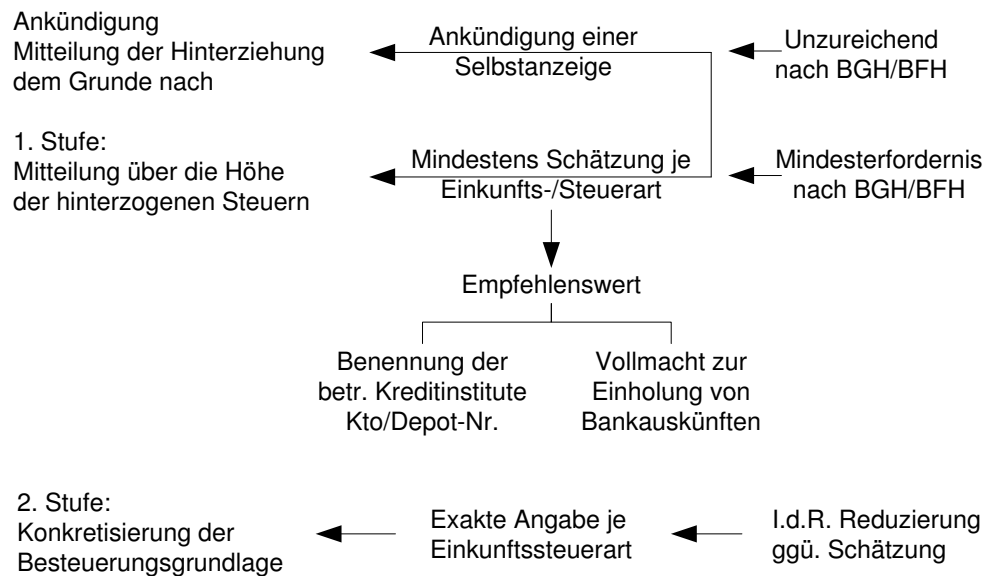 Ankündigung
Mitteilung der Hinterziehung
dem Grunde nach
Ankündigung einer
Selbstanzeige
Unzureichend
nach BGH/BFH
1. Stufe:
Mitteilung über die Höhe
der hinterzogenen Steuern
Mindestens Schätzung je
Einkunfts-/Steuerart
Mindesterfordernis
nach BGH/BFH
Empfehlenswert
Benennung der
betr. Kreditinstitute
Kto/Depot-Nr.
Vollmacht zur
Einholung von
Bankauskünften
2. Stufe:
Konkretisierung der
Besteuerungsgrundlage
Exakte Angabe je
Einkunftssteuerart
I.d.R. Reduzierung
ggü. Schätzung